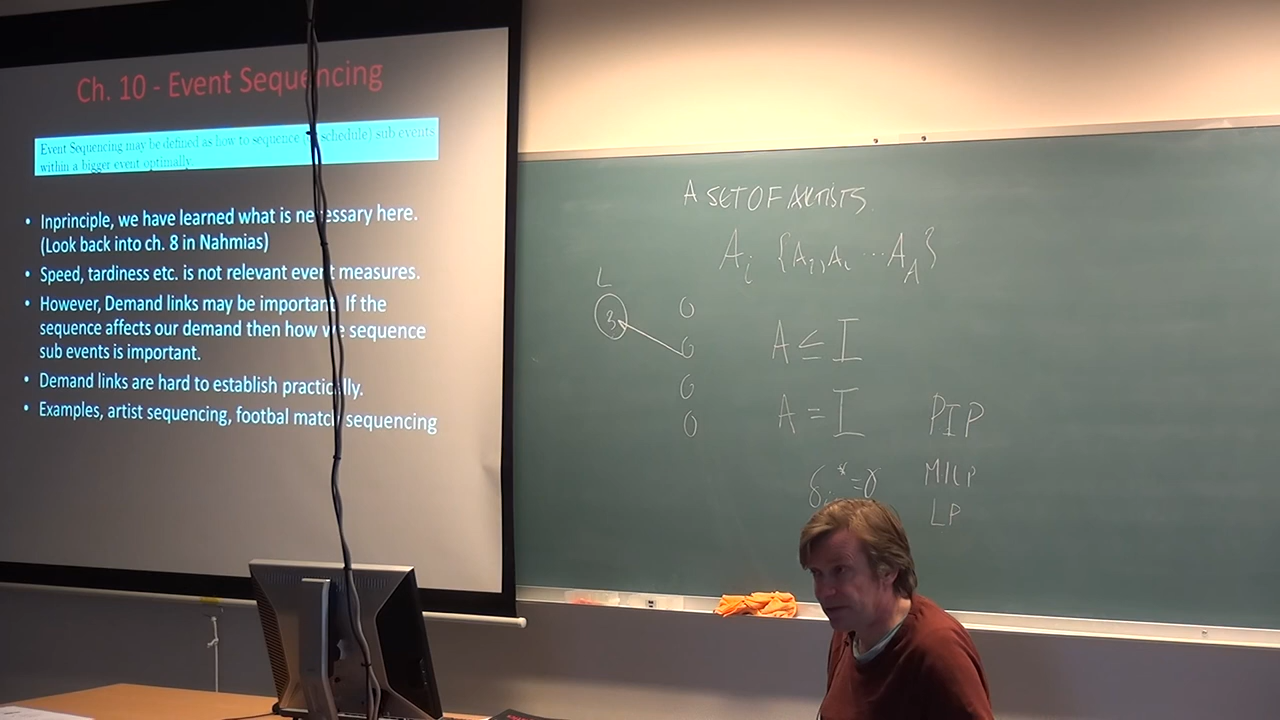 Ch. 10 - Event Sequencing
Event Sequencing may be defined as how to sequence (or schedule) sub events
within a bigger event optimally.
• Inprinciple, we have learned what is necessary here.
(Look back into ch. 8 in Nahmias)
• Speed, tardiness etc. is not relevant event measures.
• However, Demand links may be important. If the
sequence affects our demand then how we sequence
sub events is important.
• Demand links are hard to establish practically.
• Examples, artist sequencing, footbal match sequencing
A SET OF ARTISTS.
L
3
A ≤ I
A = I
PIP
MILP
LP